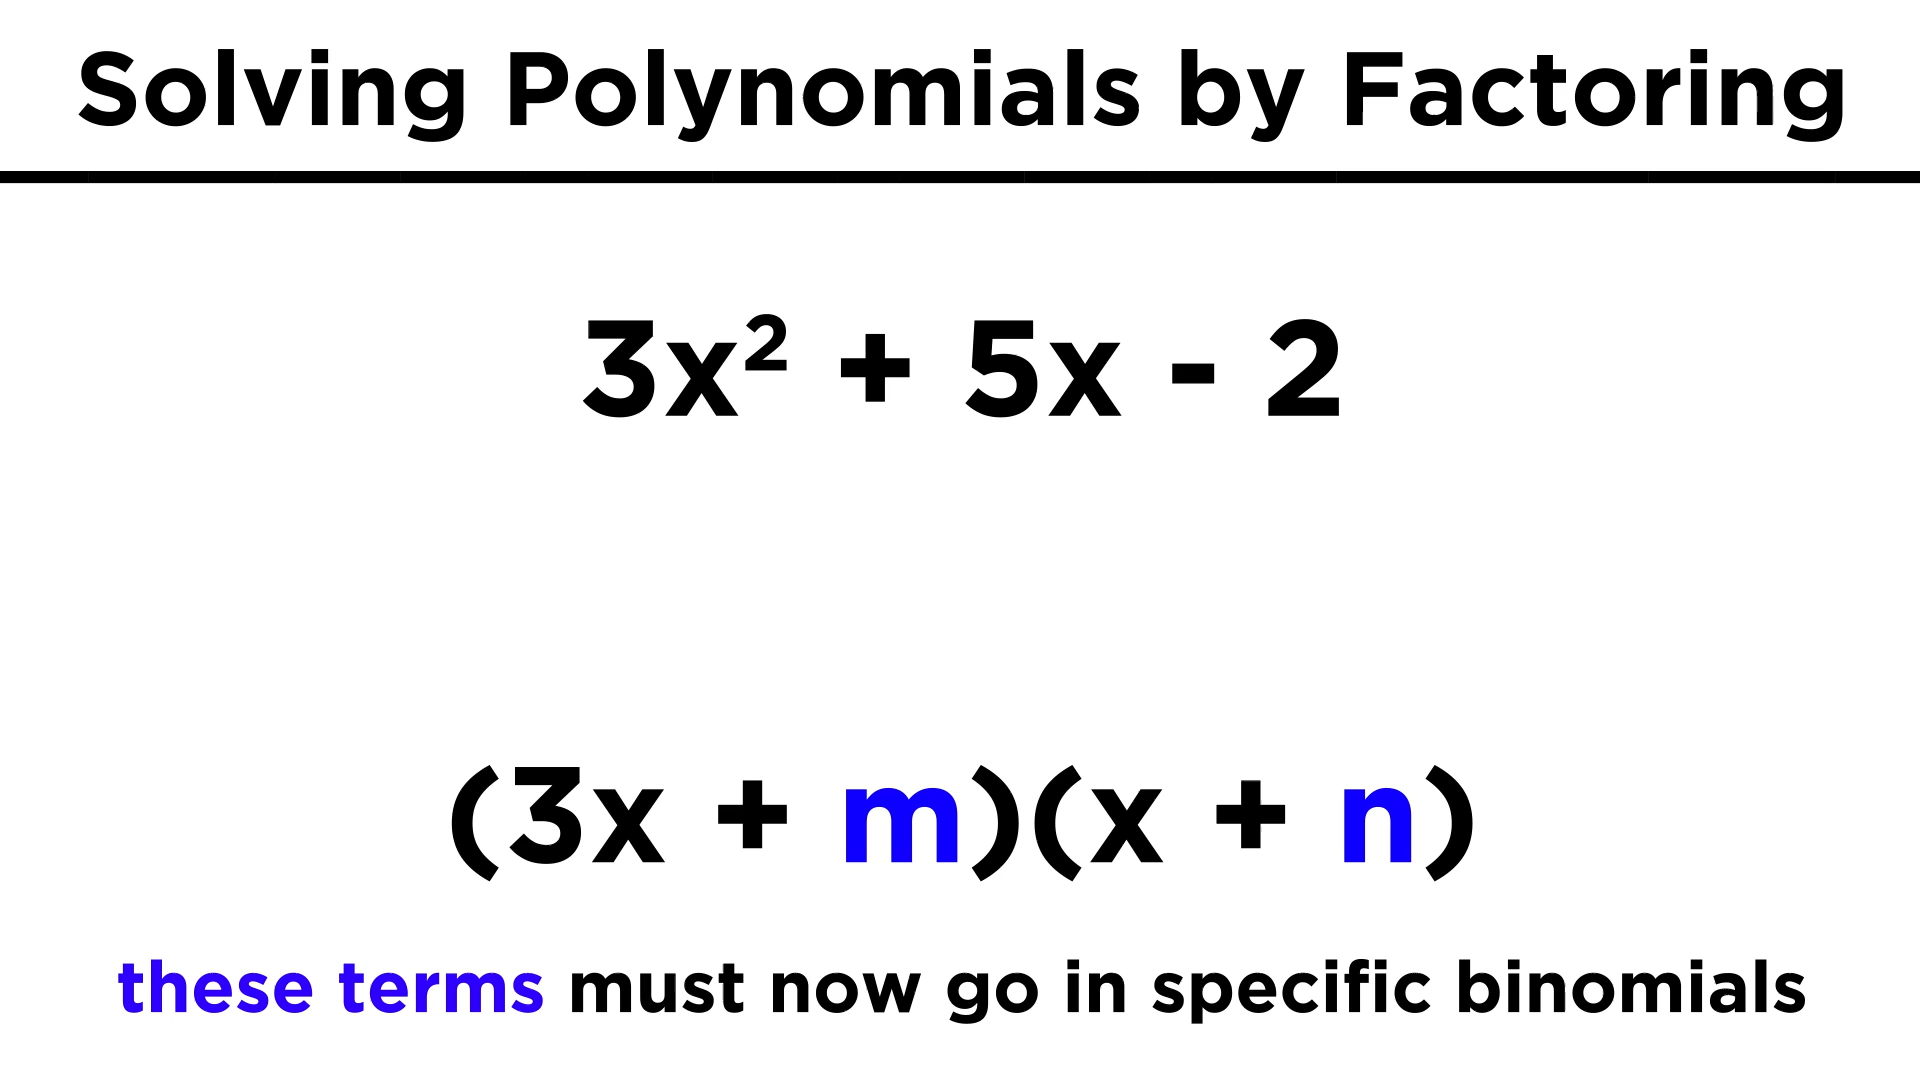 Solving Polynomials by Factoring
3x² + 5x - 2
(3x + m)(x + n)
these terms must now go in specific binomials